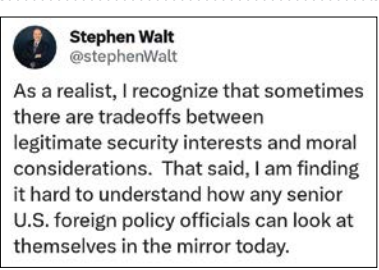 Stephen Walt
@stephenWalt
As a realist, I recognize that sometimes
there are tradeoffs between
legitimate security interests and moral
considerations. That said, I am finding
it hard to understand how any senior
U.S. foreign policy officials can look at
themselves in the mirror today.